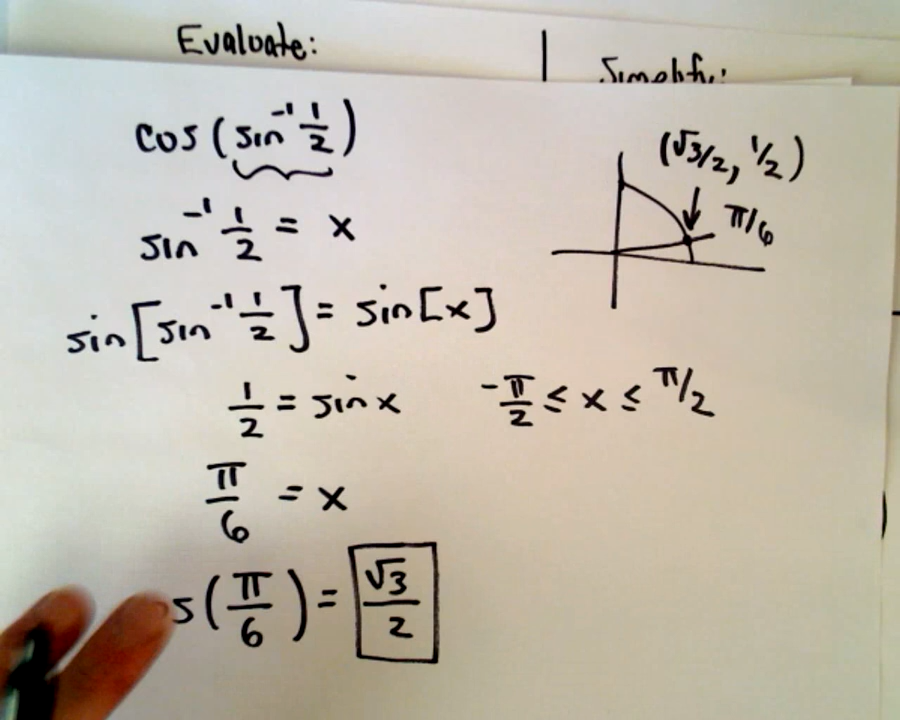 Evaluate:
Simplify:
cos (sin⁻¹ 1/2)
(√3/2, 1/2)
π/6
sin⁻¹ 1/2 = x
sin[sin⁻¹ 1/2] = sin[x]
1/2 = sin x
-π/2 ≤ x ≤ π/2
π/6 = x
s(π/6) = √3/2